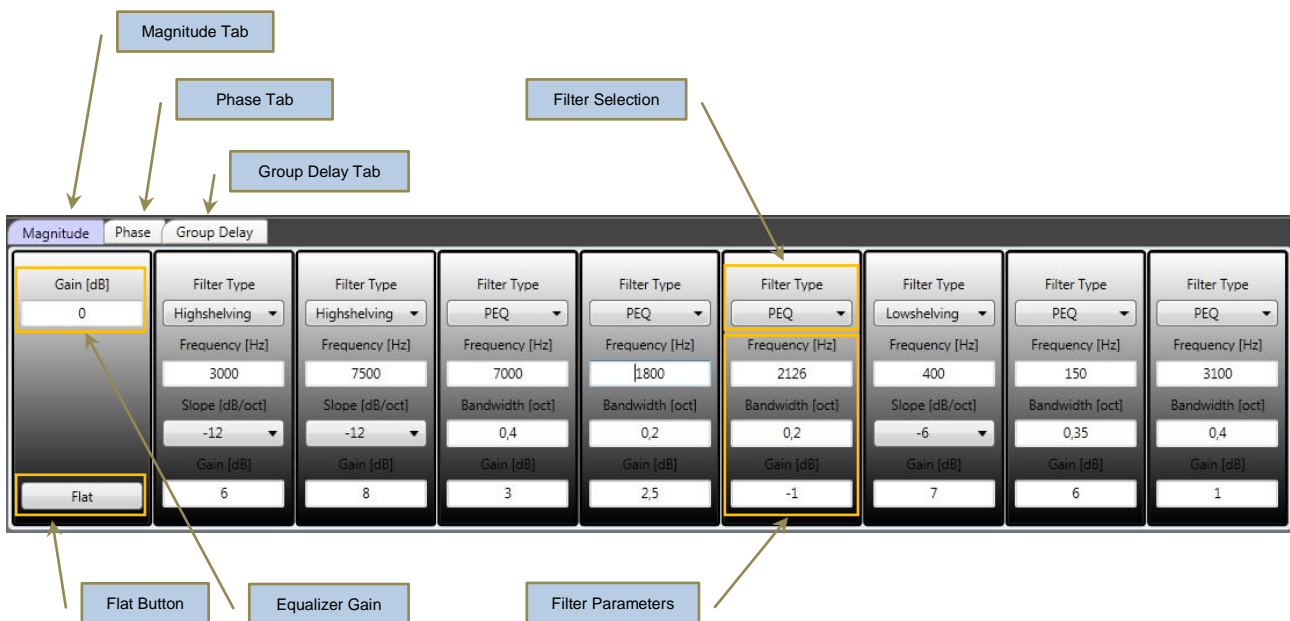 Magnitude Tab
Phase Tab
Filter Selection
Group Delay Tab
Magnitude Phase Group Delay
Gain [dB] Filter Type Filter Type Filter Type Filter Type Filter Type Filter Type Filter Type Filter Type
0 Highshelving Highshelving PEQ PEQ PEQ Lowshelving PEQ PEQ
Frequency [Hz] Frequency [Hz] Frequency [Hz] Frequency [Hz] Frequency [Hz] Frequency [Hz] Frequency [Hz] Frequency [Hz]
3000 7500 7000 1800 2126 400 150 3100
Slope [dB/oct] Slope [dB/oct] Bandwidth [oct] Bandwidth [oct] Bandwidth [oct] Slope [dB/oct] Bandwidth [oct] Bandwidth [oct]
-12 -12 0,4 0,2 0,2 -6 0,35 0,4
Gain [dB] Gain [dB] Gain [dB] Gain [dB] Gain [dB] Gain [dB] Gain [dB] Gain [dB]
Flat 6 8 3 2,5 -1 7 6 1
Flat Button Equalizer Gain Filter Parameters